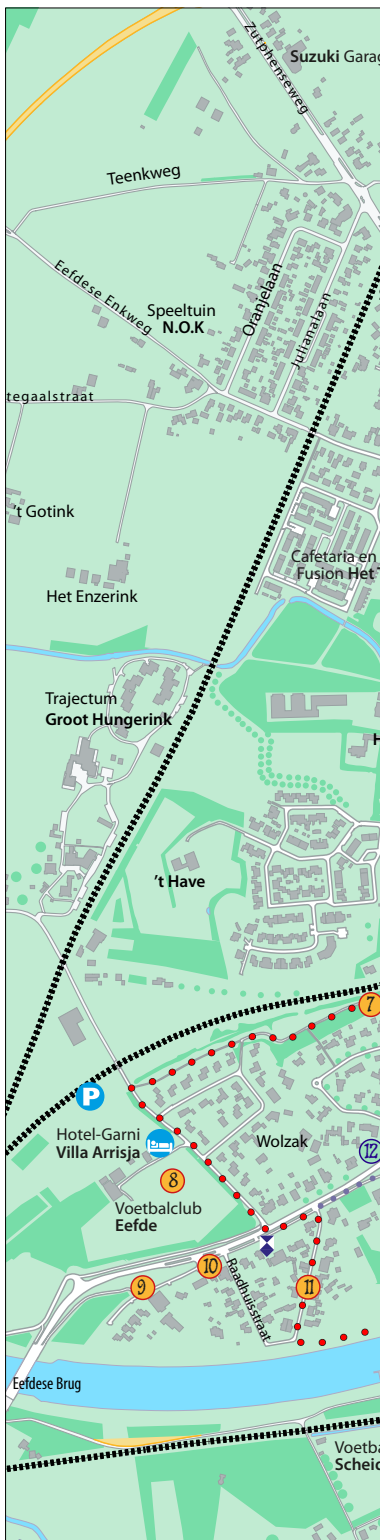 Suzuki Garag
Zutphenseweg
Teenkweg
Eefdese Enkweg
Speeltuin
N.O.K
Oranjelaan
Julianalaan
tegaalstraat
't Gotink
Cafetaria en
Fusion Het T
Het Enzerink
Trajectum
Groot Hungerink
H
't Have
7
P
Hotel-Garni
Villa Arrisja
Wolzak
12
8
Voetbalclub
Eefde
10
9
11
Raadhuisstraat
Eefdese Brug
Voetba
Scheid